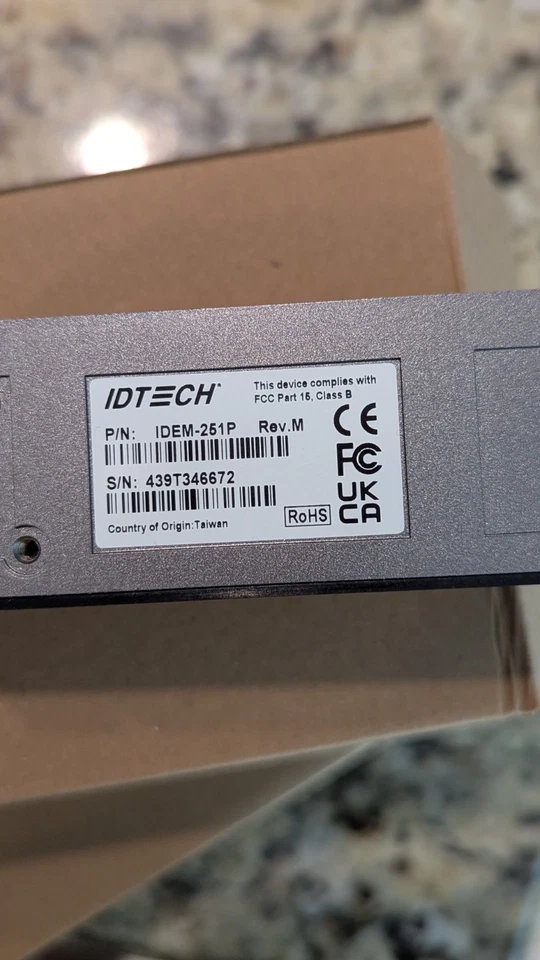 IDTECH®
This device complies with
FCC Part 15, Class B
P/N: IDEM-251P Rev.M
S/N: 439T346672
Country of Origin:Taiwan
RoHS
CE
FC
UK
CA